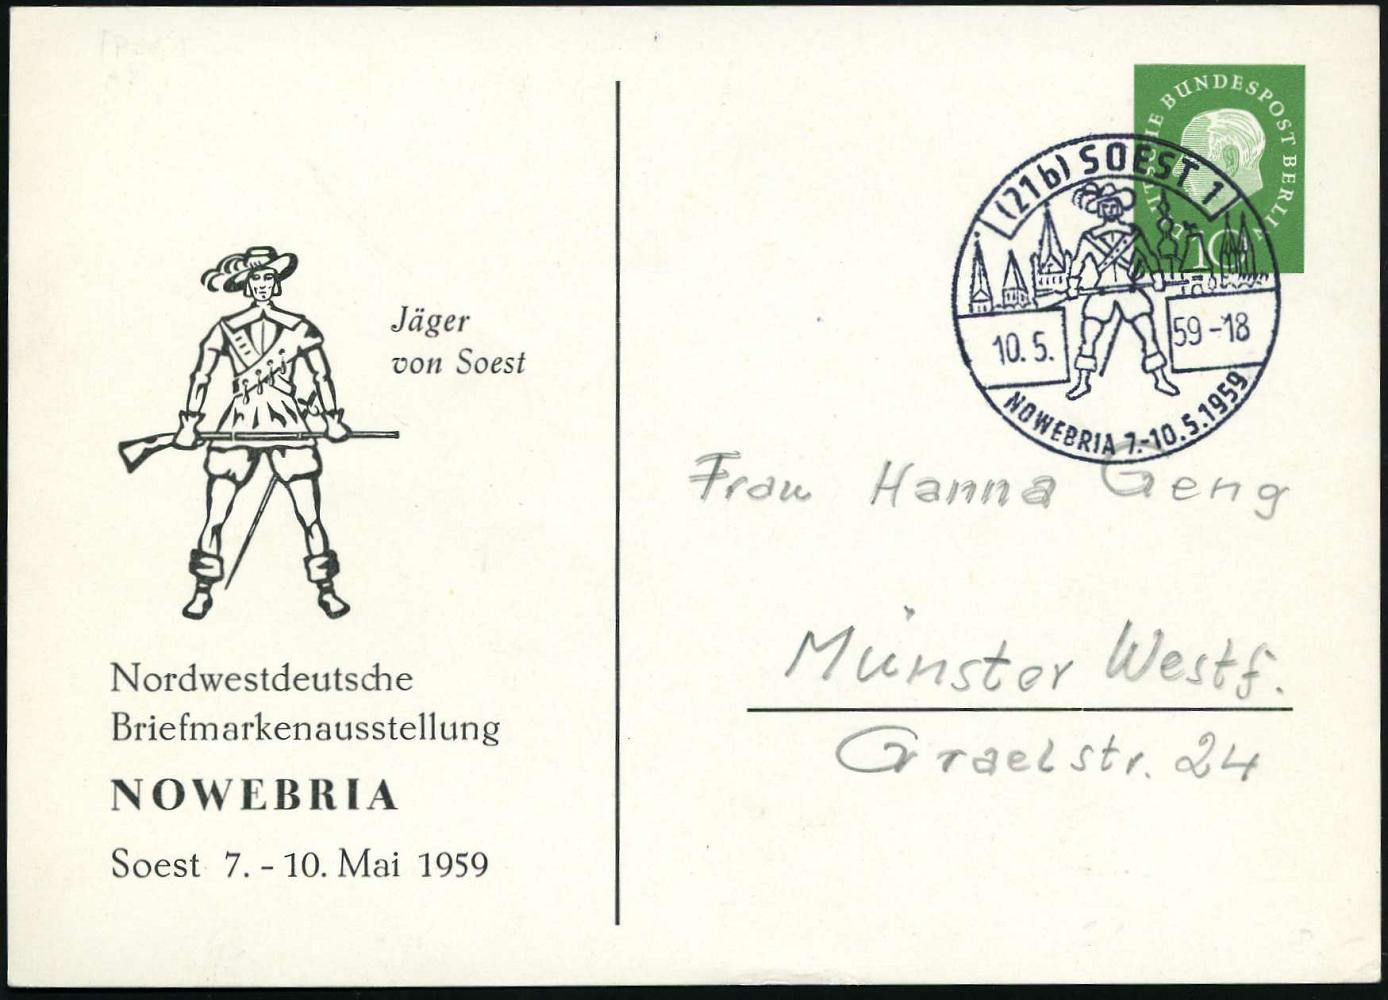 Jäger
von Soest
Nordwestdeutsche
Briefmarkenausstellung
NOWEBRIA
Soest 7. - 10. Mai 1959
DEUTSCHE BUNDESPOST BERLIN
10
(21b) SOEST 1
10. 5. 59 - 18
NOWEBRIA 7.-10.5.1959
Frau Hanna Geng
Münster Westf.
Graelstr. 24